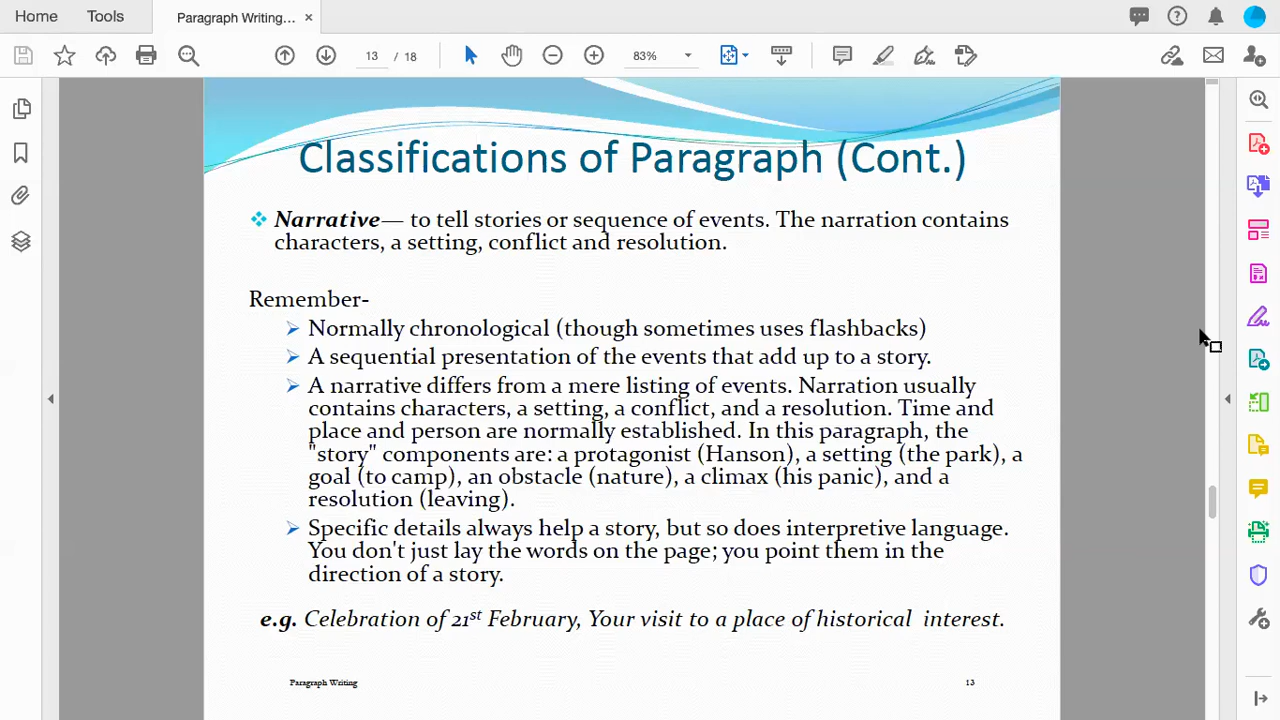 Home Tools Paragraph Writing... ×
13 / 18 83%
Classifications of Paragraph (Cont.)
Narrative— to tell stories or sequence of events. The narration contains
characters, a setting, conflict and resolution.
Remember-
Normally chronological (though sometimes uses flashbacks)
A sequential presentation of the events that add up to a story.
A narrative differs from a mere listing of events. Narration usually
contains characters, a setting, a conflict, and a resolution. Time and
place and person are normally established. In this paragraph, the
"story" components are: a protagonist (Hanson), a setting (the park), a
goal (to camp), an obstacle (nature), a climax (his panic), and a
resolution (leaving).
Specific details always help a story, but so does interpretive language.
You don't just lay the words on the page; you point them in the
direction of a story.
e.g. Celebration of 21st February, Your visit to a place of historical interest.
Paragraph Writing 13